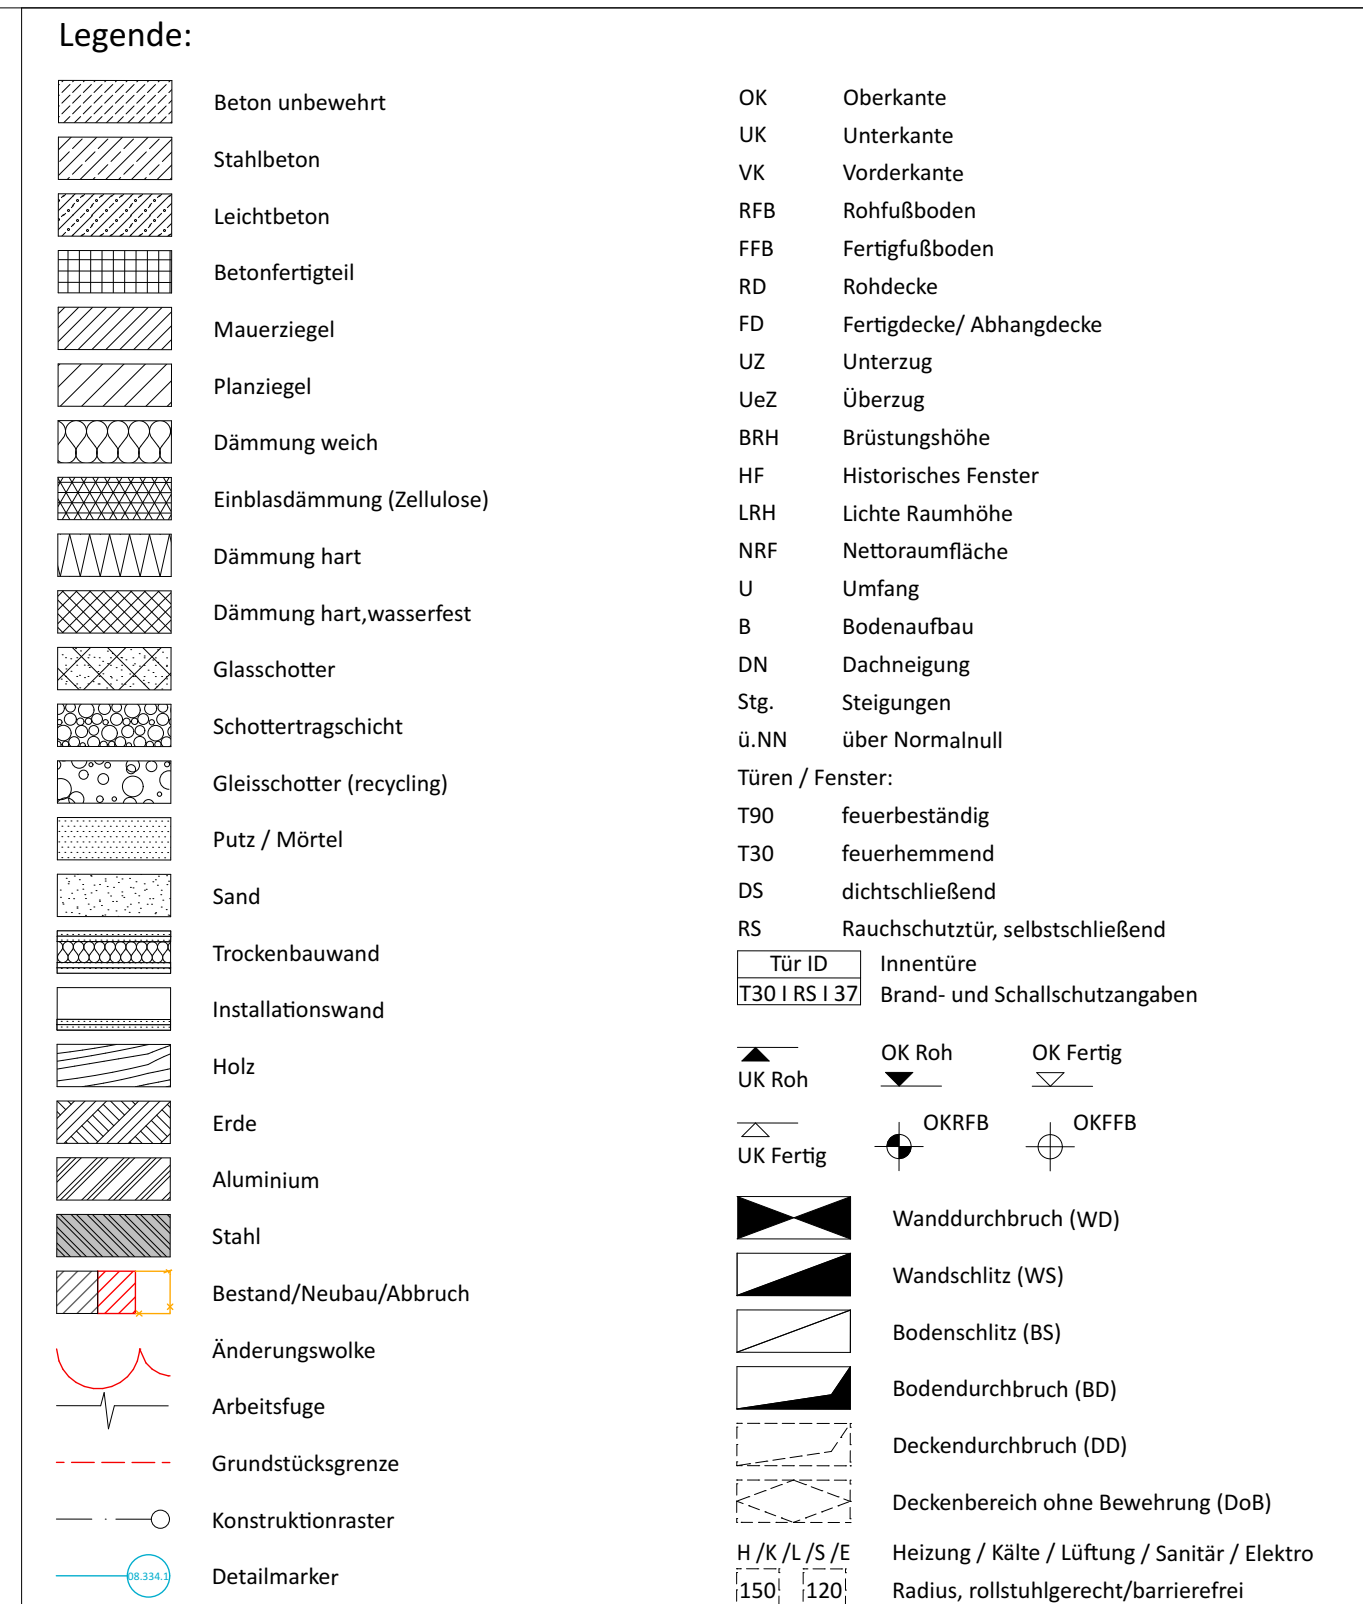 Legende:
Beton unbewehrt
Stahlbeton
Leichtbeton
Betonfertigteil
Mauerziegel
Planziegel
Dämmung weich
Einblasdämmung (Zellulose)
Dämmung hart
Dämmung hart,wasserfest
Glasschotter
Schottertragschicht
Gleisschotter (recycling)
Putz / Mörtel
Sand
Trockenbauwand
Installationswand
Holz
Erde
Aluminium
Stahl
Bestand/Neubau/Abbruch
Änderungswolke
Arbeitsfuge
Grundstücksgrenze
Konstruktionraster
08.334.1 Detailmarker
OK Oberkante
UK Unterkante
VK Vorderkante
RFB Rohfußboden
FFB Fertigfußboden
RD Rohdecke
FD Fertigdecke/ Abhangdecke
UZ Unterzug
UeZ Überzug
BRH Brüstungshöhe
HF Historisches Fenster
LRH Lichte Raumhöhe
NRF Nettoraumfläche
U Umfang
B Bodenaufbau
DN Dachneigung
Stg. Steigungen
ü.NN über Normalnull
Türen / Fenster:
T90 feuerbeständig
T30 feuerhemmend
DS dichtschließend
RS Rauchschutztür, selbstschließend
Tür ID Innentüre
T30 I RS I 37 Brand- und Schallschutzangaben
OK Roh OK Fertig
UK Roh
OKRFB OKFFB
UK Fertig
Wanddurchbruch (WD)
Wandschlitz (WS)
Bodenschlitz (BS)
Bodendurchbruch (BD)
Deckendurchbruch (DD)
Deckenbereich ohne Bewehrung (DoB)
H /K /L /S /E Heizung / Kälte / Lüftung / Sanitär / Elektro
150 120 Radius, rollstuhlgerecht/barrierefrei